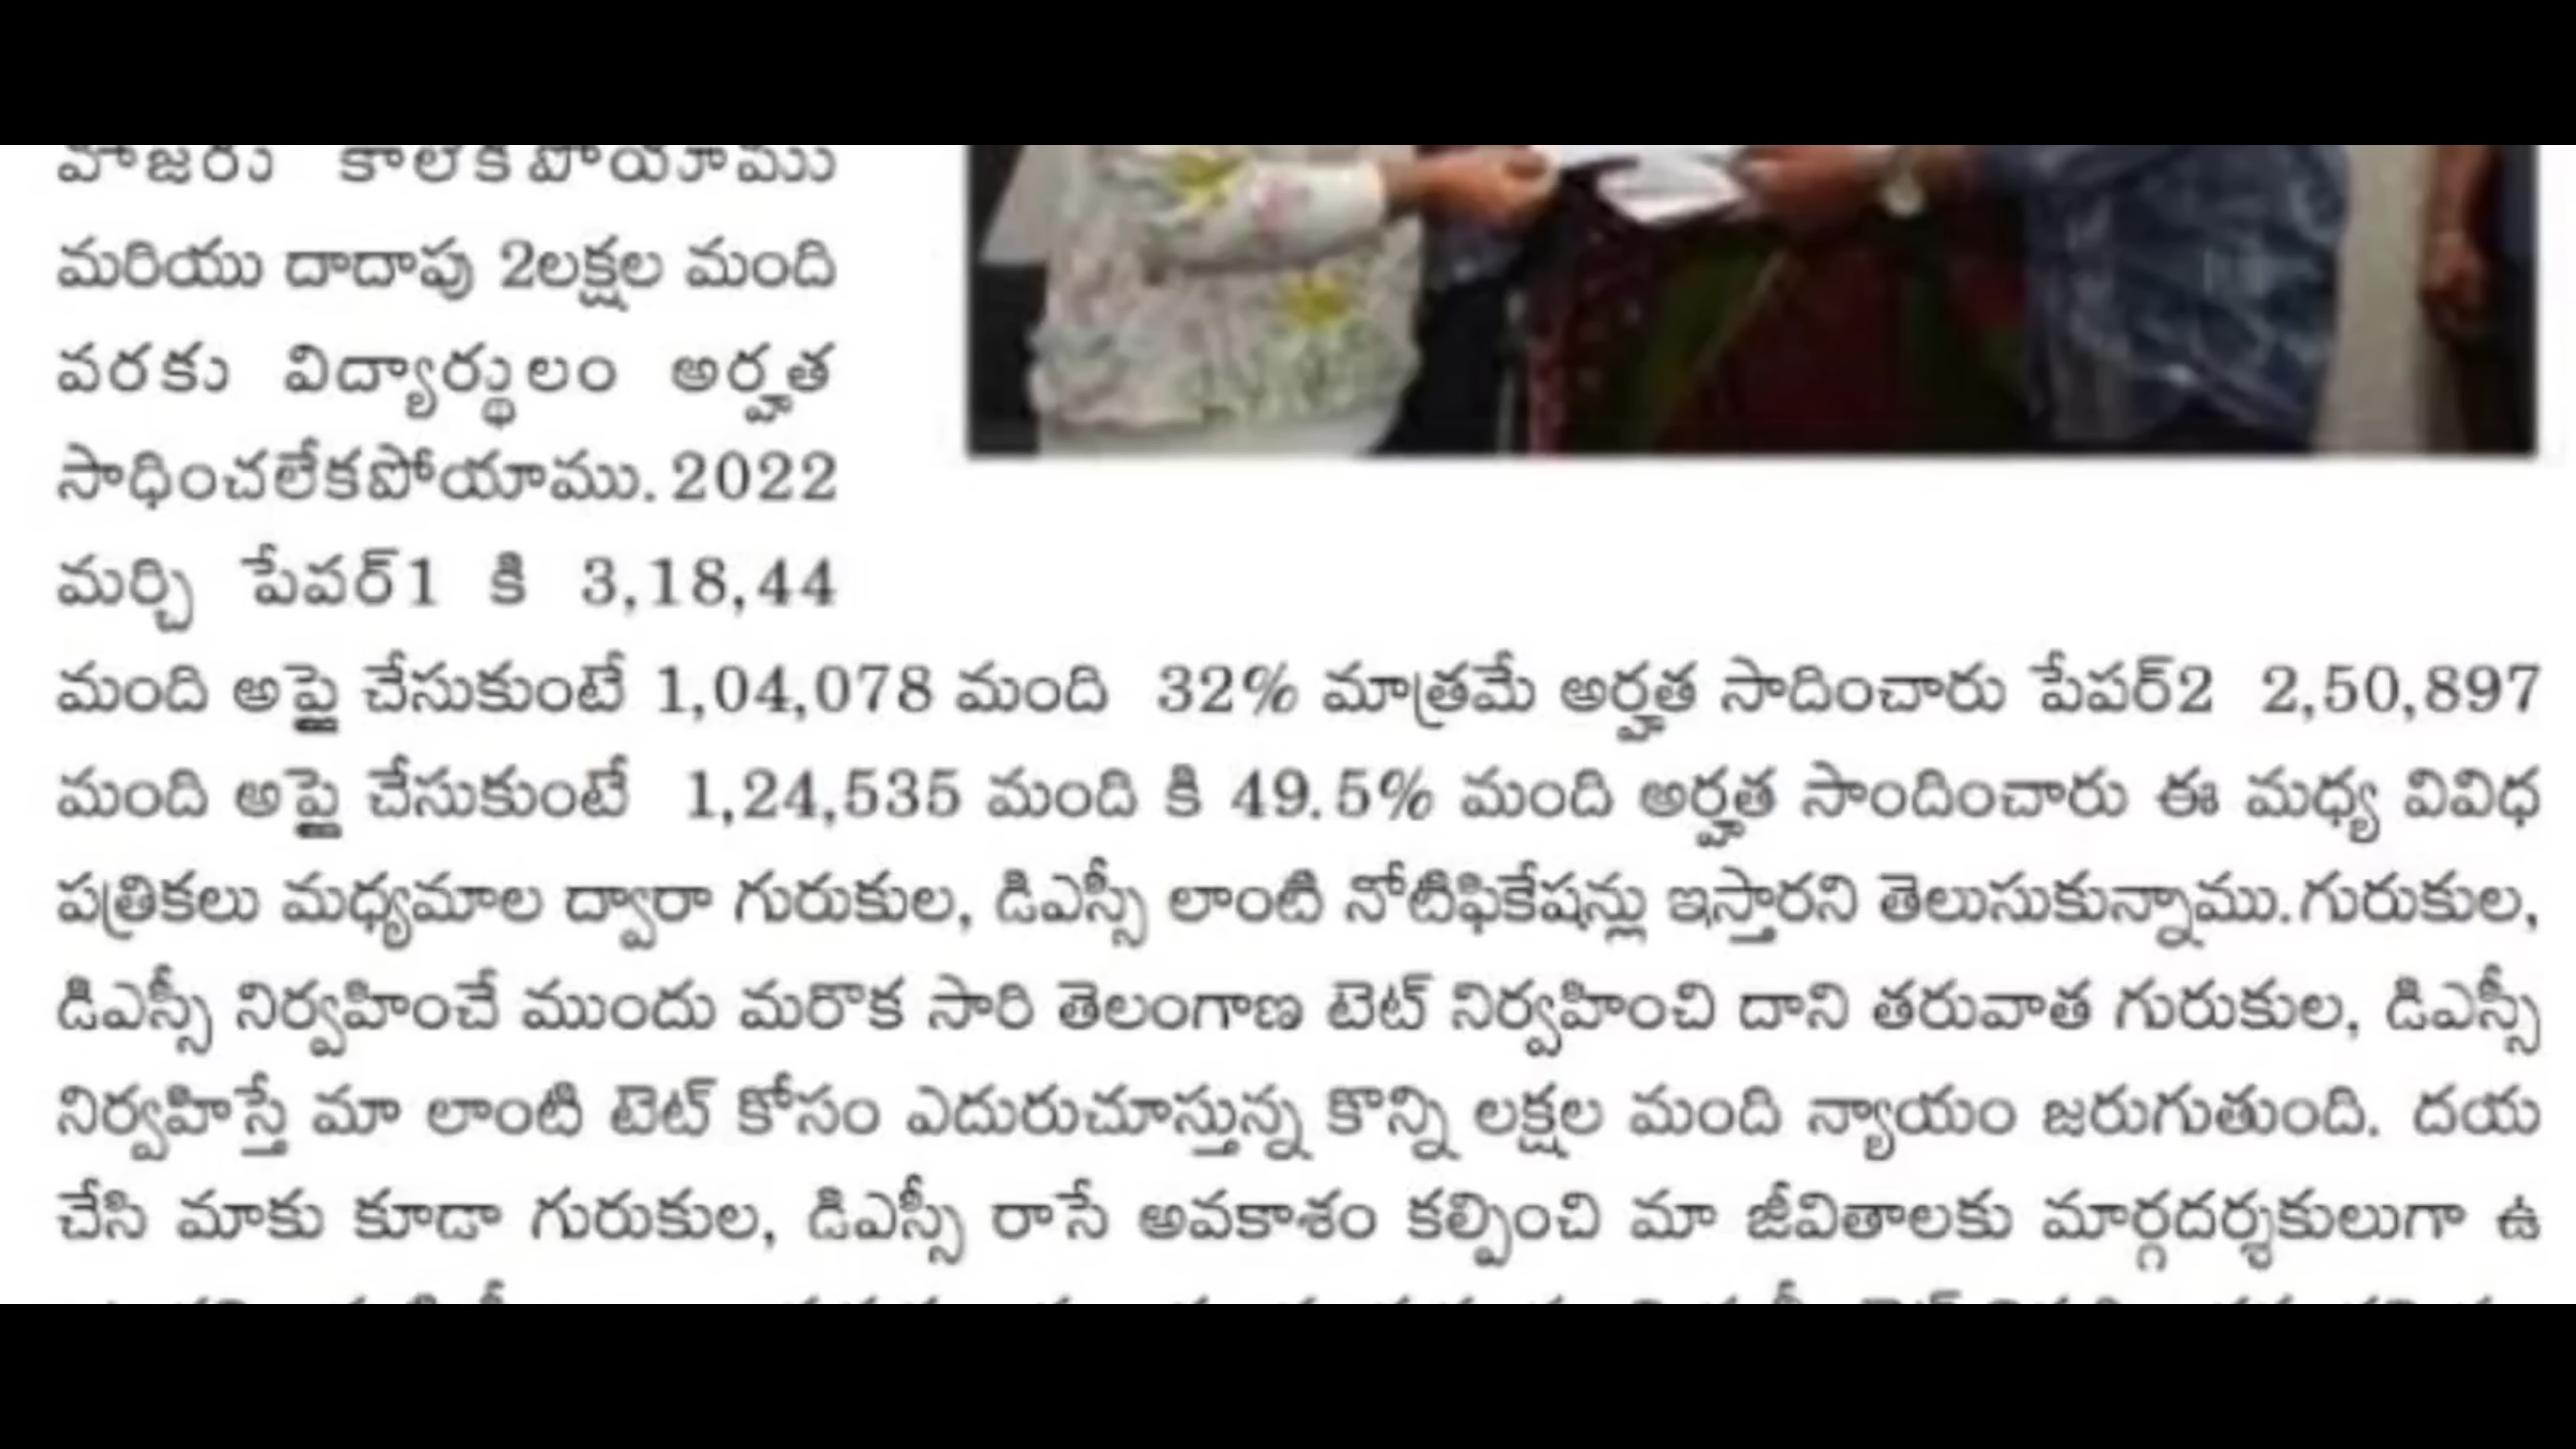 హాజరు కాలేకపోయాము
మరియు దాదాపు 2లక్షల మంది
వరకు విద్యార్థులం అర్హత
సాధించలేకపోయాము. 2022
మర్చి పేపర్1 కి 3,18,44
మంది అప్లై చేసుకుంటే 1,04,078 మంది 32% మాత్రమే అర్హత సాదించారు పేపర్2 2,50,897
మంది అప్లై చేసుకుంటే 1,24,535 మంది కి 49.5% మంది అర్హత సాందించారు ఈ మధ్య వివిధ
పత్రికలు మధ్యమాల ద్వారా గురుకుల, డిఎస్సీ లాంటి నోటిఫికేషన్లు ఇస్తారని తెలుసుకున్నాము.గురుకుల,
డిఎస్సీ నిర్వహించే ముందు మరొక సారి తెలంగాణ టెట్ నిర్వహించి దాని తరువాత గురుకుల, డిఎస్సీ
నిర్వహిస్తే మా లాంటి టెట్ కోసం ఎదురుచూస్తున్న కొన్ని లక్షల మంది న్యాయం జరుగుతుంది. దయ
చేసి మాకు కూడా గురుకుల, డిఎస్సీ రాసే అవకాశం కల్పించి మా జీవితాలకు మార్గదర్శకులుగా ఉ